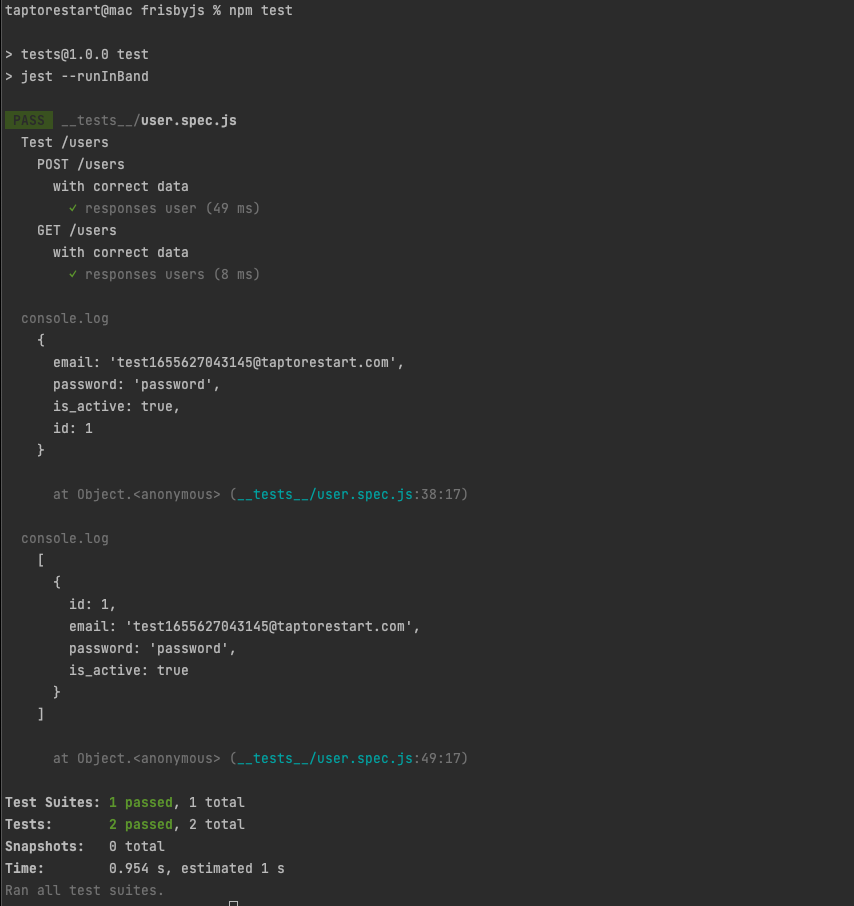 taptorestart@mac frisbyjs % npm test
> tests@1.0.0 test
> jest --runInBand
PASS __tests__/user.spec.js
Test /users
POST /users
with correct data
✓ responses user (49 ms)
GET /users
with correct data
✓ responses users (8 ms)
console.log
{
email: 'test1655627043145@taptorestart.com',
password: 'password',
is_active: true,
id: 1
}
at Object.<anonymous> (__tests__/user.spec.js:38:17)
console.log
[
{
id: 1,
email: 'test1655627043145@taptorestart.com',
password: 'password',
is_active: true
}
]
at Object.<anonymous> (__tests__/user.spec.js:49:17)
Test Suites: 1 passed, 1 total
Tests: 2 passed, 2 total
Snapshots: 0 total
Time: 0.954 s, estimated 1 s
Ran all test suites.